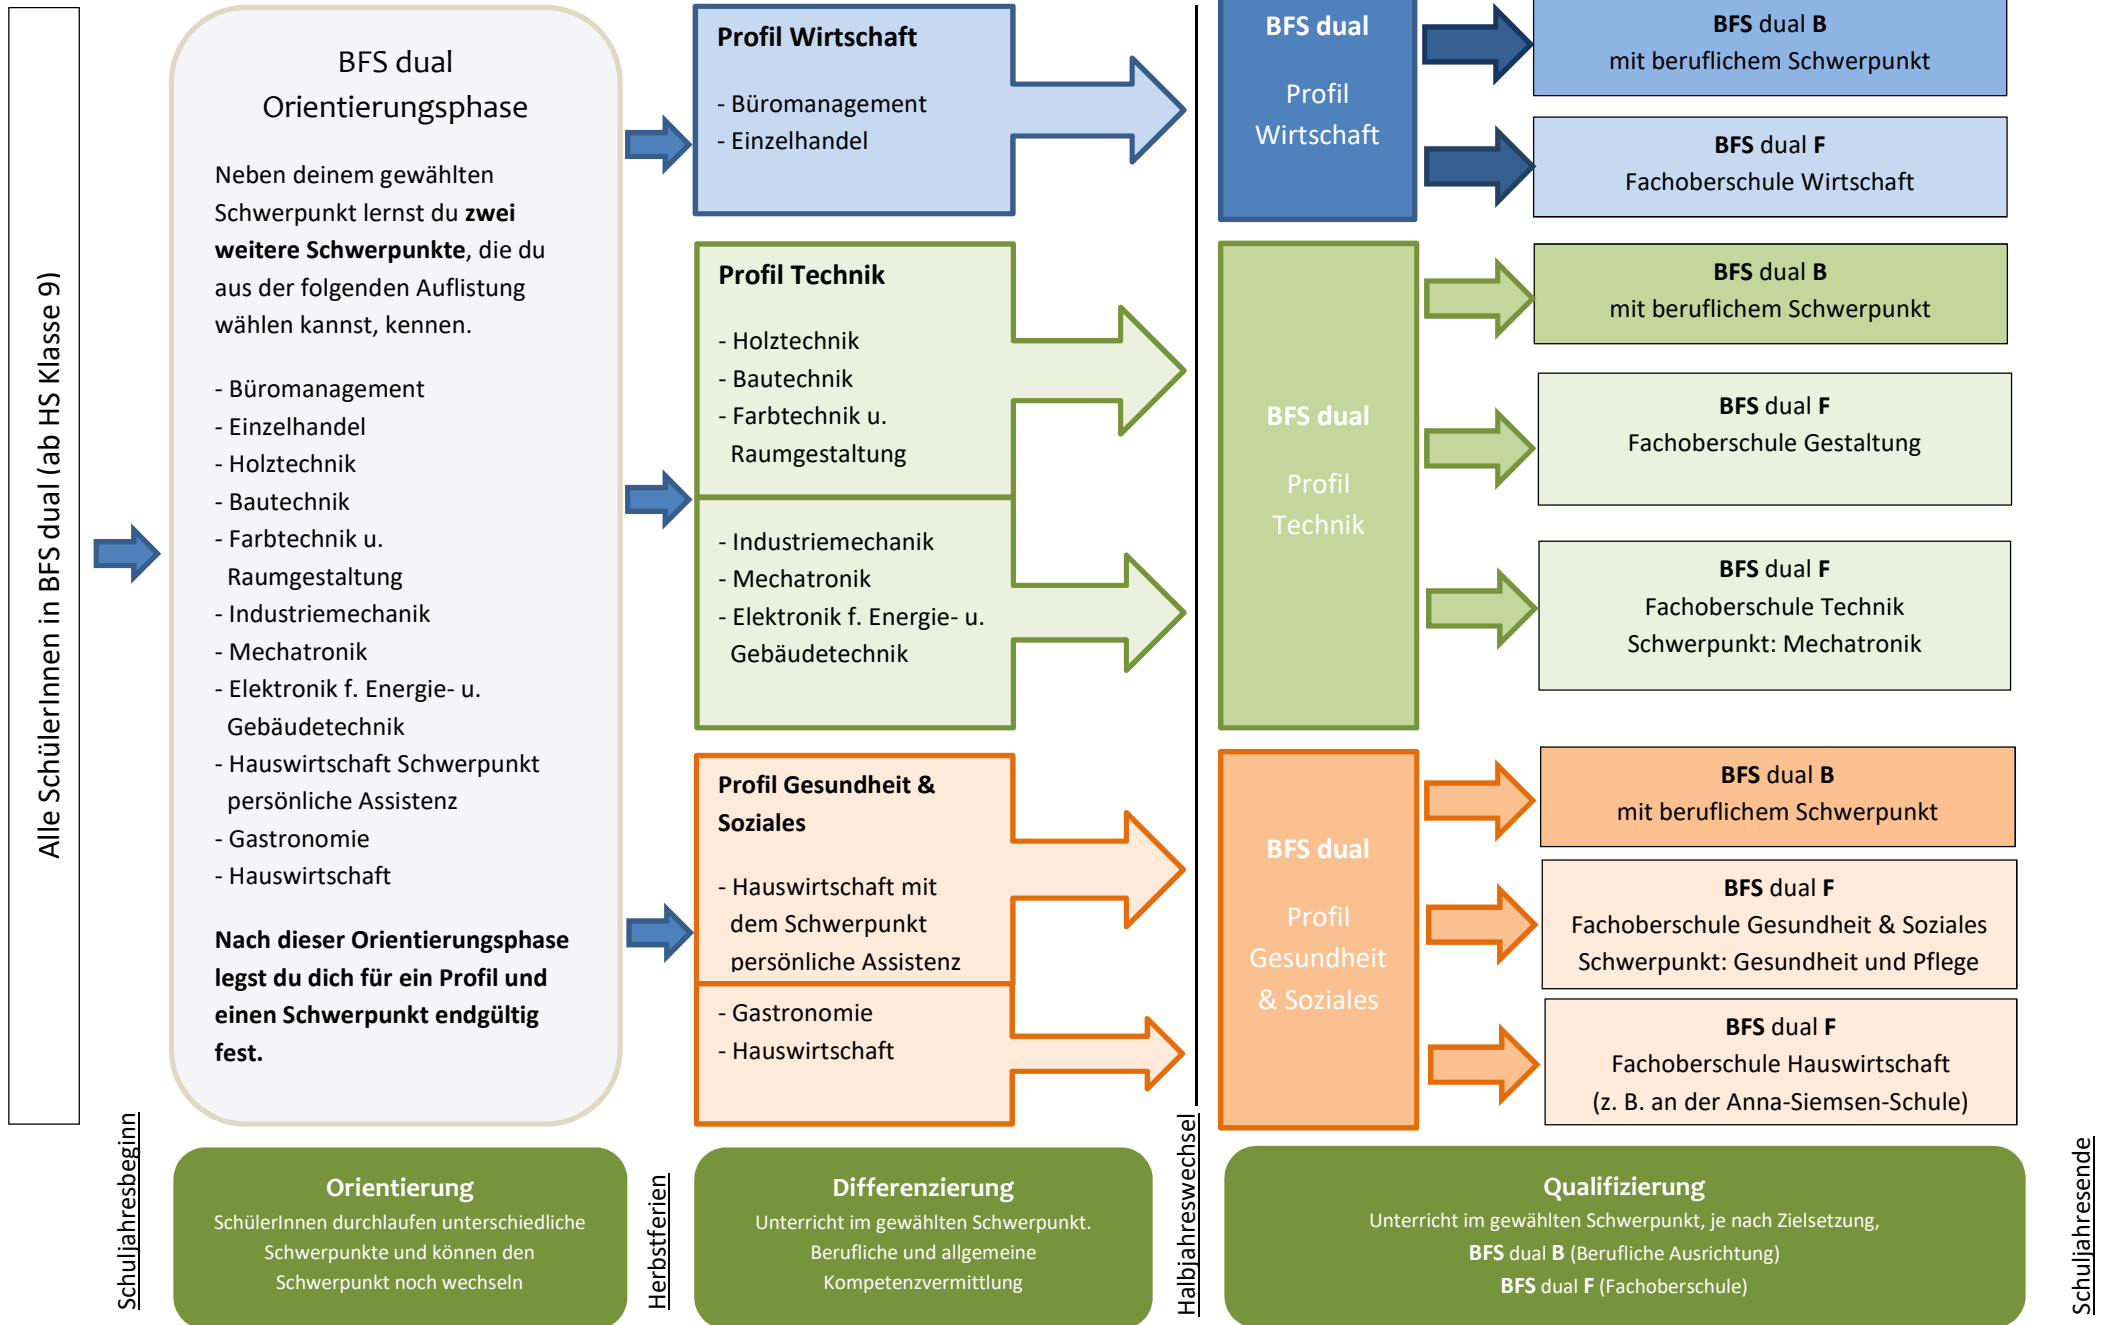 Alle SchülerInnen in BFS dual (ab HS Klasse 9)
BFS dual
Orientierungsphase
Neben deinem gewählten
Schwerpunkt lernst du zwei
weitere Schwerpunkte, die du
aus der folgenden Auflistung
wählen kannst, kennen.
- Büromanagement
- Einzelhandel
- Holztechnik
- Bautechnik
- Farbtechnik u.
Raumgestaltung
- Industriemechanik
- Mechatronik
- Elektronik f. Energie- u.
Gebäudetechnik
- Hauswirtschaft Schwerpunkt
persönliche Assistenz
- Gastronomie
- Hauswirtschaft
Nach dieser Orientierungsphase
legst du dich für ein Profil und
einen Schwerpunkt endgültig
fest.
Profil Wirtschaft
- Büromanagement
- Einzelhandel
Profil Technik
- Holztechnik
- Bautechnik
- Farbtechnik u.
Raumgestaltung
- Industriemechanik
- Mechatronik
- Elektronik f. Energie- u.
Gebäudetechnik
Profil Gesundheit &
Soziales
- Hauswirtschaft mit
dem Schwerpunkt
persönliche Assistenz
- Gastronomie
- Hauswirtschaft
BFS dual
Profil
Wirtschaft
BFS dual B
mit beruflichem Schwerpunkt
BFS dual F
Fachoberschule Wirtschaft
BFS dual
Profil
Technik
BFS dual B
mit beruflichem Schwerpunkt
BFS dual F
Fachoberschule Gestaltung
BFS dual F
Fachoberschule Technik
Schwerpunkt: Mechatronik
BFS dual
Profil
Gesundheit
& Soziales
BFS dual B
mit beruflichem Schwerpunkt
BFS dual F
Fachoberschule Gesundheit & Soziales
Schwerpunkt: Gesundheit und Pflege
BFS dual F
Fachoberschule Hauswirtschaft
(z. B. an der Anna-Siemsen-Schule)
Schuljahresbeginn
Orientierung
SchülerInnen durchlaufen unterschiedliche
Schwerpunkte und können den
Schwerpunkt noch wechseln
Herbstferien
Differenzierung
Unterricht im gewählten Schwerpunkt.
Berufliche und allgemeine
Kompetenzvermittlung
Halbjahreswechsel
Qualifizierung
Unterricht im gewählten Schwerpunkt, je nach Zielsetzung,
BFS dual B (Berufliche Ausrichtung)
BFS dual F (Fachoberschule)
Schuljahresende